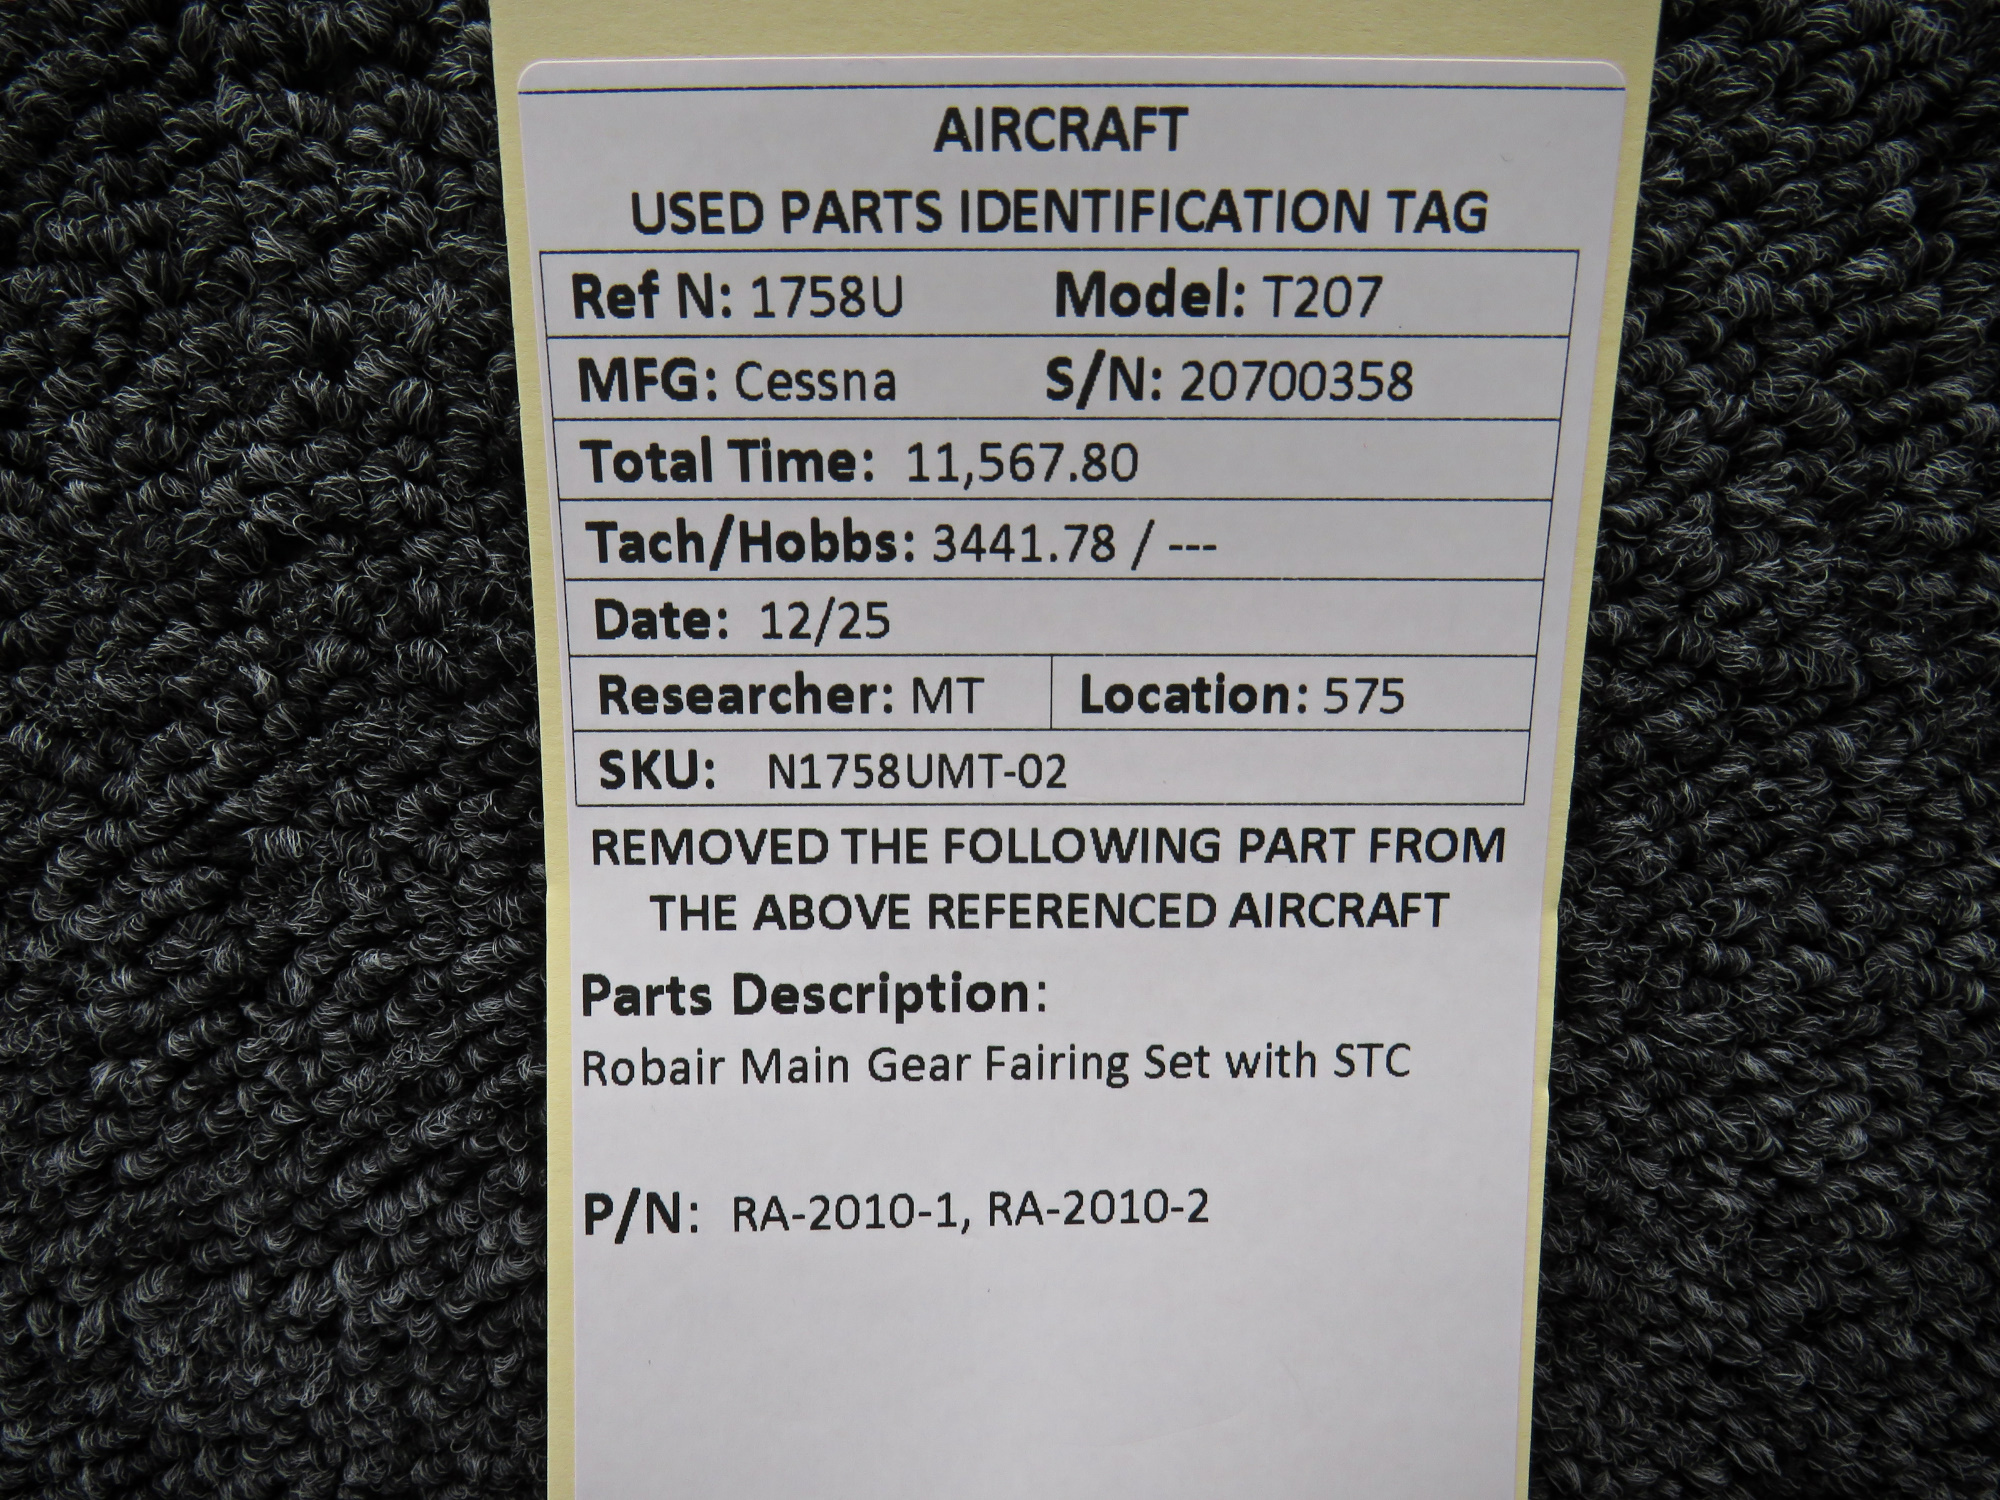 AIRCRAFT
USED PARTS IDENTIFICATION TAG
Ref N: 1758U Model: T207
MFG: Cessna S/N: 20700358
Total Time: 11,567.80
Tach/Hobbs: 3441.78 / ---
Date: 12/25
Researcher: MT Location: 575
SKU: N1758UMT-02
REMOVED THE FOLLOWING PART FROM
THE ABOVE REFERENCED AIRCRAFT
Parts Description:
Robair Main Gear Fairing Set with STC
P/N: RA-2010-1, RA-2010-2